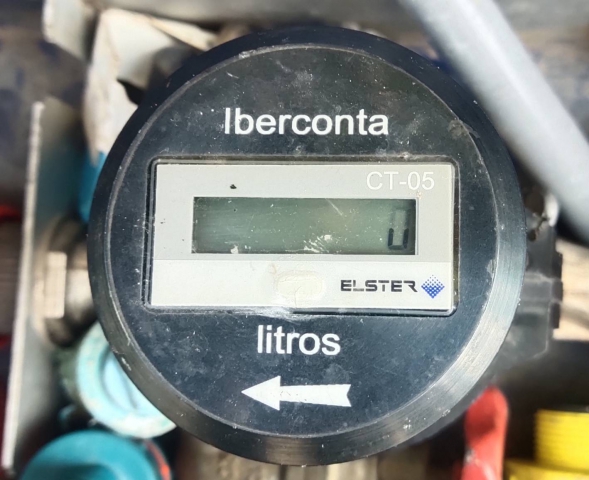 Iberconta
CT-05
0
ELSTER
litros